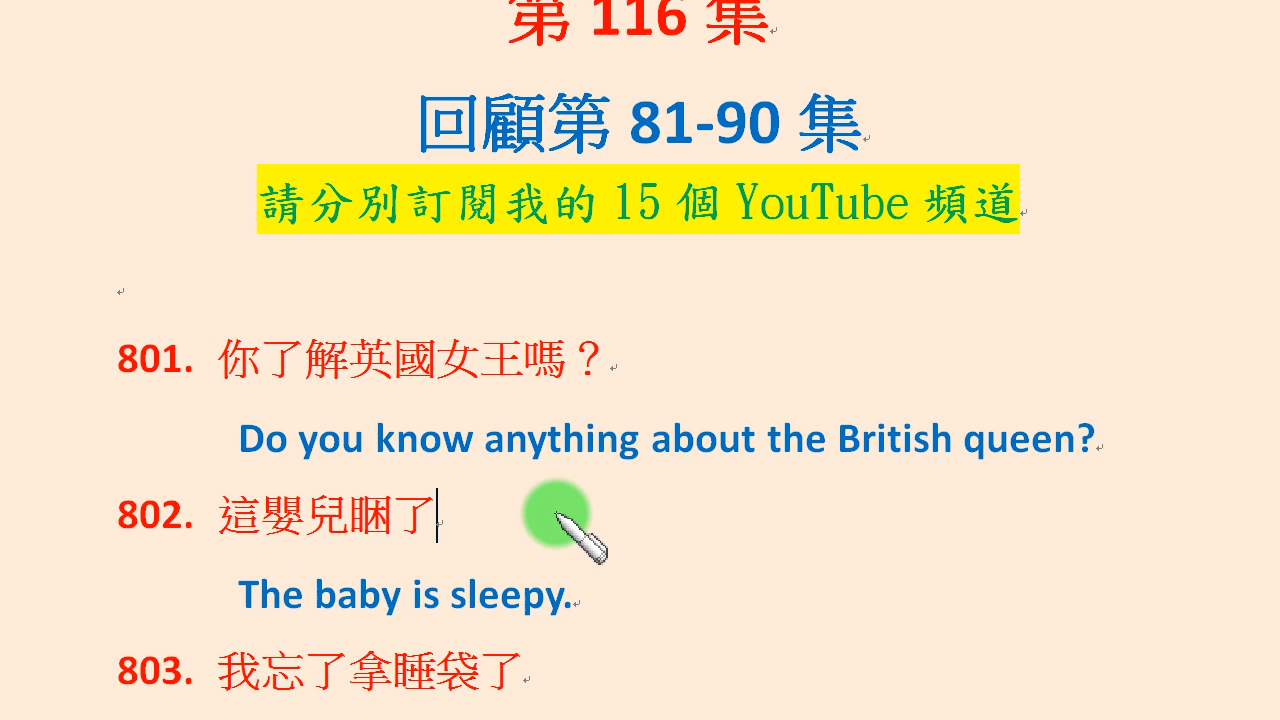 第 116 集
回顧第 81-90 集
請分別訂閱我的 15 個 YouTube 頻道
801. 你了解英國女王嗎？
Do you know anything about the British queen?
802. 這嬰兒睏了
The baby is sleepy.
803. 我忘了拿睡袋了